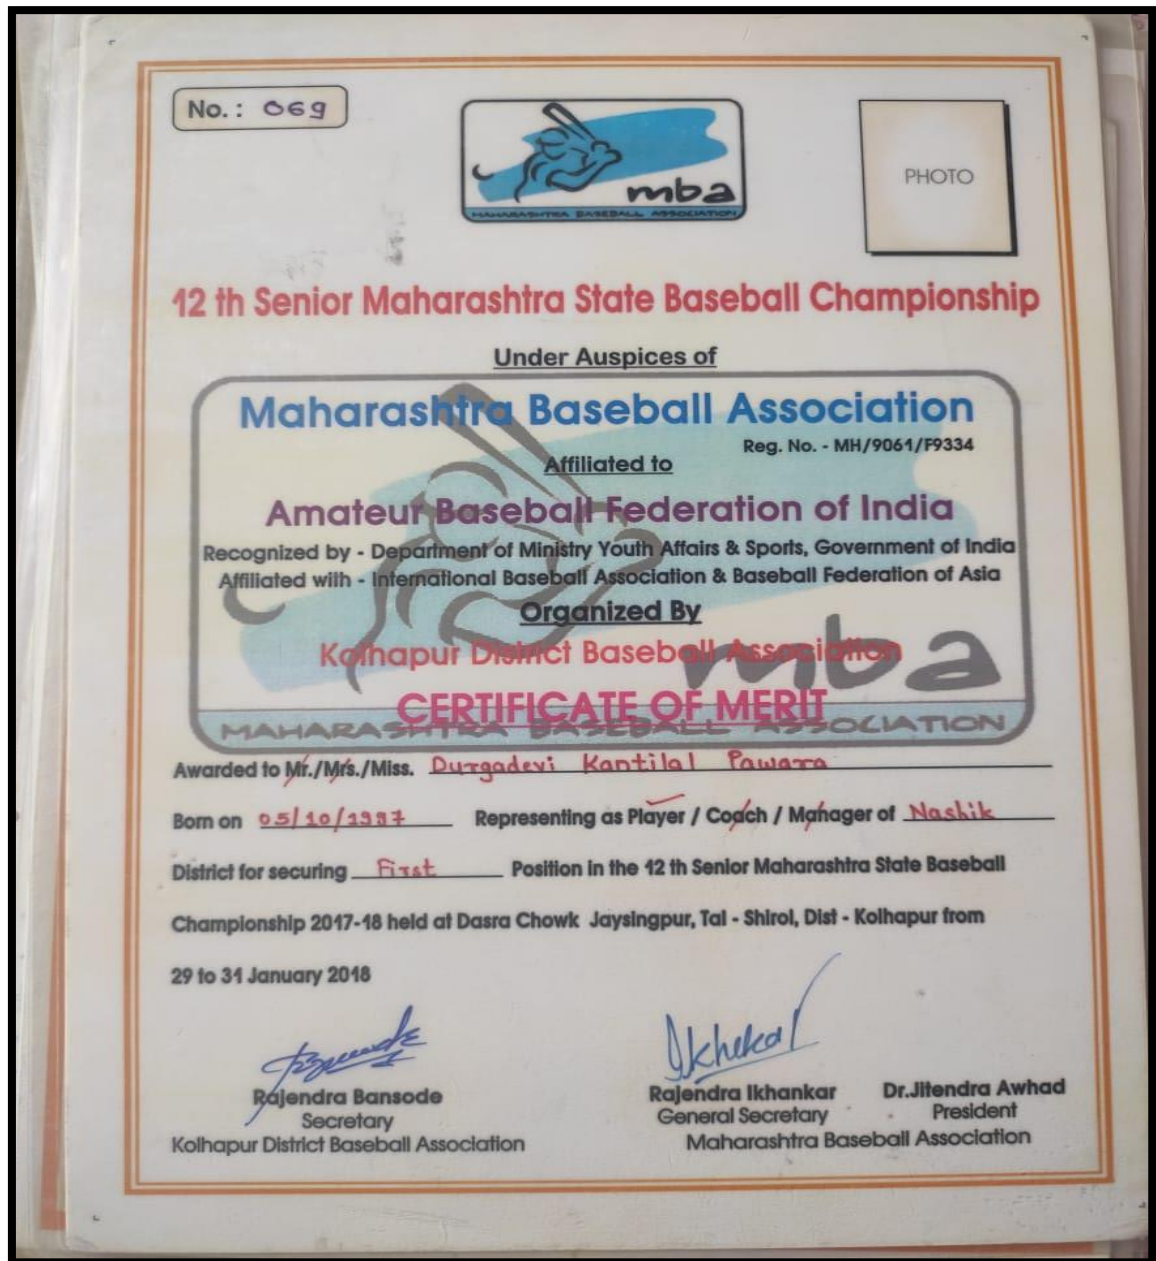 No.: 069
mba
MAHARASHTRA BASEBALL ASSOCIATION
PHOTO
12 th Senior Maharashtra State Baseball Championship
Under Auspices of
Maharashtra Baseball Association
Reg. No. - MH/9061/F9334
Affiliated to
Amateur Baseball Federation of India
Recognized by - Department of Ministry Youth Affairs & Sports, Government of India
Affiliated with - International Baseball Association & Baseball Federation of Asia
Organized By
Kolhapur District Baseball Association
mba
CERTIFICATE OF MERIT
MAHARASHTRA BASEBALL ASSOCIATION
Awarded to Mr./Mrs./Miss. Durgadevi Kantilal Pawara
Born on 05/10/1997 Representing as Player / Coach / Manager of Nashik
District for securing First Position in the 12 th Senior Maharashtra State Baseball
Championship 2017-18 held at Dasra Chowk Jaysingpur, Tal - Shirol, Dist - Kolhapur from
29 to 31 January 2018
Rajendra Bansode
Secretary
Kolhapur District Baseball Association
Rajendra Ikhankar Dr.Jitendra Awhad
General Secretary President
Maharashtra Baseball Association